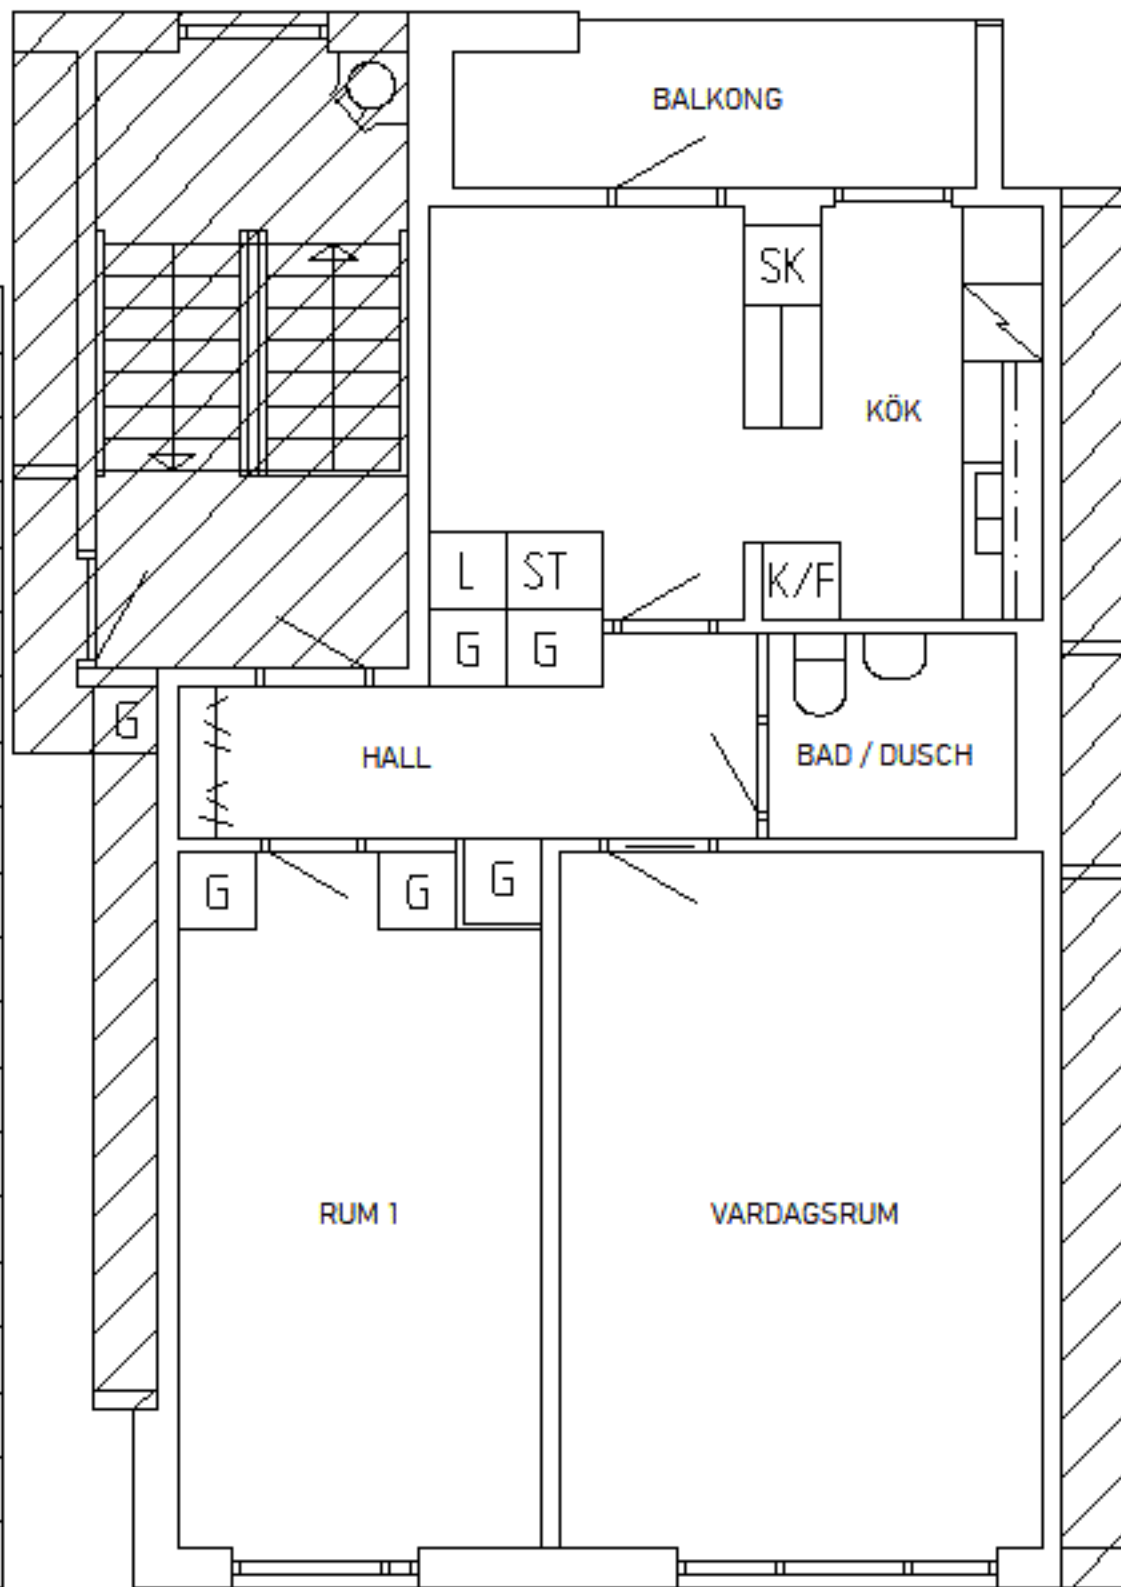 BALKONG
SK
KÖK
L ST
K/F
G G
G
HALL
BAD / DUSCH
G G G
RUM 1
VARDAGSRUM